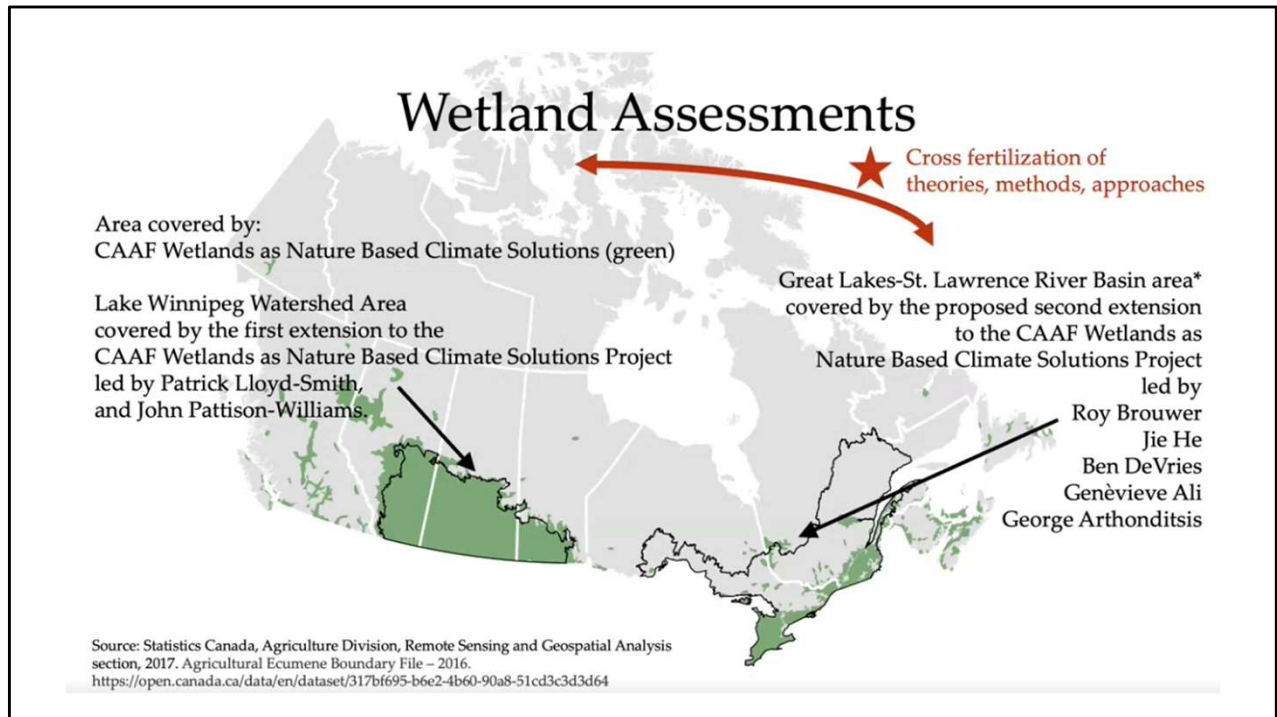 Wetland Assessments
Cross fertilization of
theories, methods, approaches
Area covered by:
CAAF Wetlands as Nature Based Climate Solutions (green)
Lake Winnipeg Watershed Area
covered by the first extension to the
CAAF Wetlands as Nature Based Climate Solutions Project
led by Patrick Lloyd-Smith,
and John Pattison-Williams.
Great Lakes-St. Lawrence River Basin area*
covered by the proposed second extension
to the CAAF Wetlands as
Nature Based Climate Solutions Project
led by
Roy Brouwer
Jie He
Ben DeVries
Genèvieve Ali
George Arthonditsis
Source: Statistics Canada, Agriculture Division, Remote Sensing and Geospatial Analysis
section, 2017. Agricultural Ecumene Boundary File – 2016.
https://open.canada.ca/data/en/dataset/317bf695-b6e2-4b60-90a8-51cd3c3d3d64